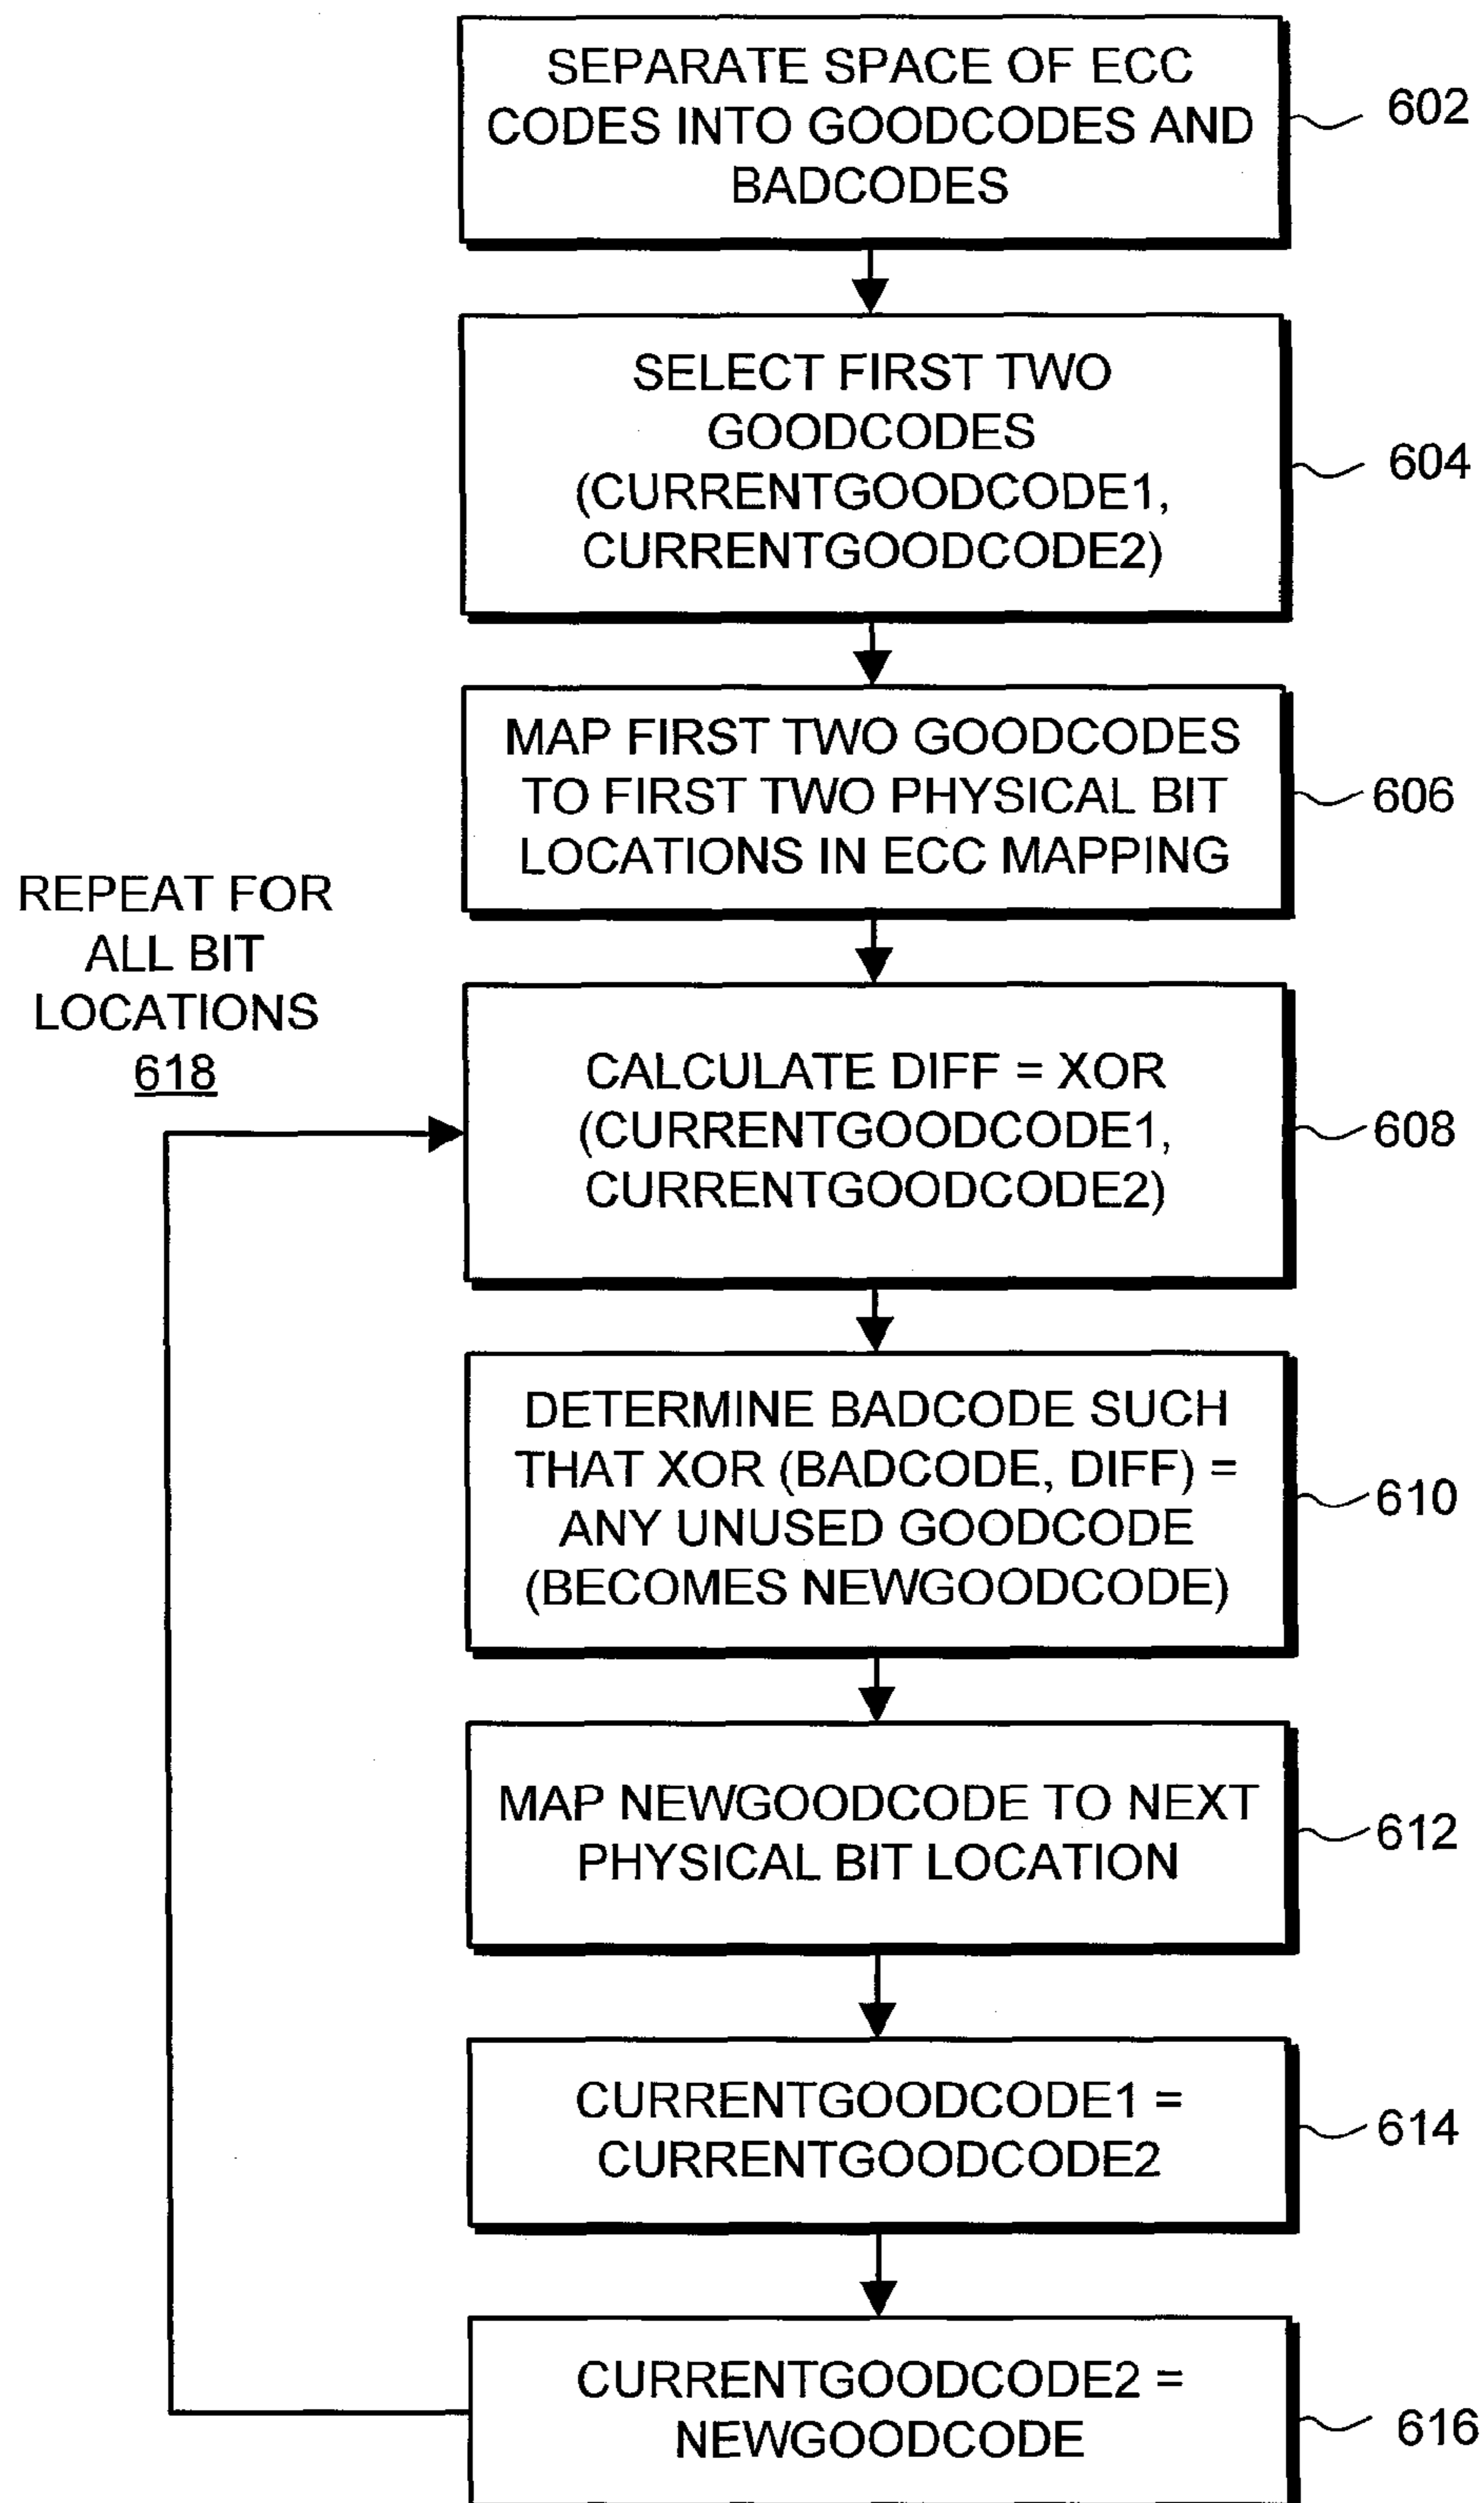 SEPARATE SPACE OF ECC
CODES INTO GOODCODES AND
BADCODES
602
SELECT FIRST TWO
GOODCODES
(CURRENTGOODCODE1,
CURRENTGOODCODE2)
604
MAP FIRST TWO GOODCODES
TO FIRST TWO PHYSICAL BIT
LOCATIONS IN ECC MAPPING
606
REPEAT FOR
ALL BIT
LOCATIONS
618
CALCULATE DIFF = XOR
(CURRENTGOODCODE1,
CURRENTGOODCODE2)
608
DETERMINE BADCODE SUCH
THAT XOR (BADCODE, DIFF) =
ANY UNUSED GOODCODE
(BECOMES NEWGOODCODE)
610
MAP NEWGOODCODE TO NEXT
PHYSICAL BIT LOCATION
612
CURRENTGOODCODE1 =
CURRENTGOODCODE2
614
CURRENTGOODCODE2 =
NEWGOODCODE
616